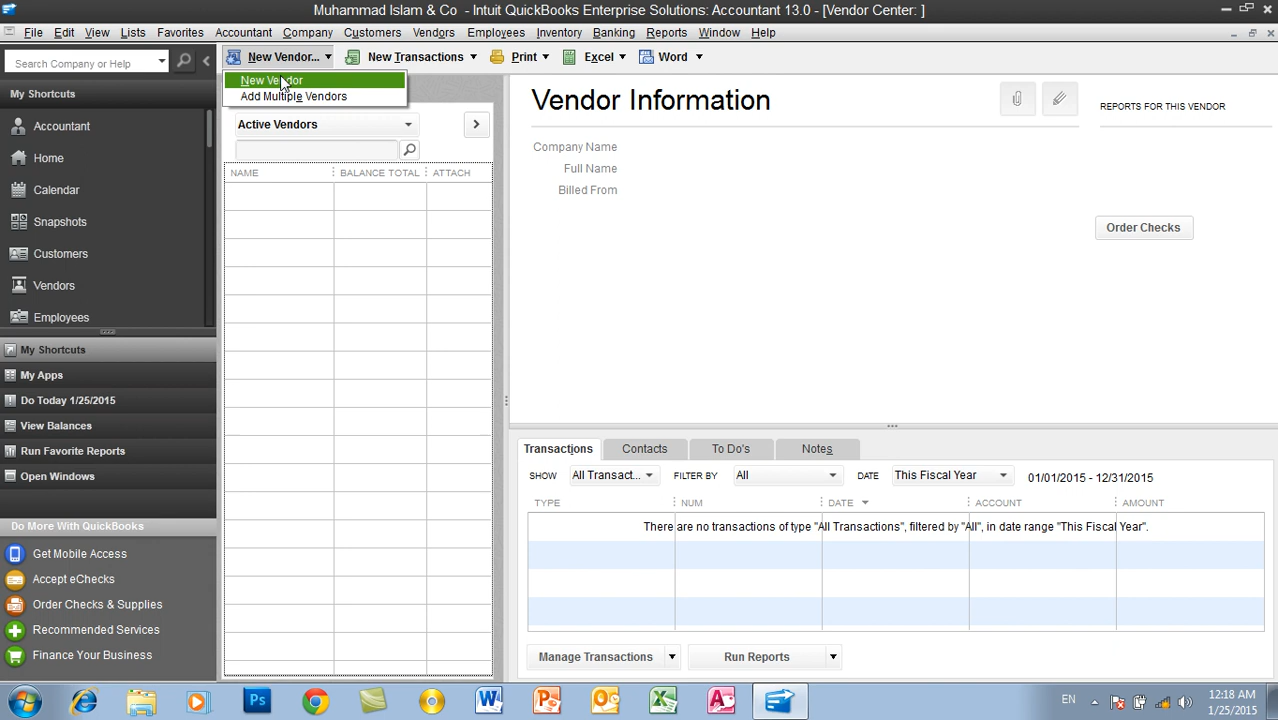 Muhammad Islam & Co - Intuit QuickBooks Enterprise Solutions: Accountant 13.0 - [Vendor Center: ]
File Edit View Lists Favorites Accountant Company Customers Vendors Employees Inventory Banking Reports Window Help
Search Company or Help
New Vendor... New Transactions Print Excel Word
New Vendor
Add Multiple Vendors
My Shortcuts
Accountant
Home
Calendar
Snapshots
Customers
Vendors
Employees
My Shortcuts
My Apps
Do Today 1/25/2015
View Balances
Run Favorite Reports
Open Windows
Do More With QuickBooks
Get Mobile Access
Accept eChecks
Order Checks & Supplies
Recommended Services
Finance Your Business
Active Vendors
NAME BALANCE TOTAL ATTACH
Vendor Information
Company Name
Full Name
Billed From
REPORTS FOR THIS VENDOR
Order Checks
Transactions Contacts To Do's Notes
SHOW All Transact... FILTER BY All DATE This Fiscal Year 01/01/2015 - 12/31/2015
TYPE NUM DATE ACCOUNT AMOUNT
There are no transactions of type "All Transactions", filtered by "All", in date range "This Fiscal Year".
Manage Transactions Run Reports
Ps
EN
12:18 AM
1/25/2015